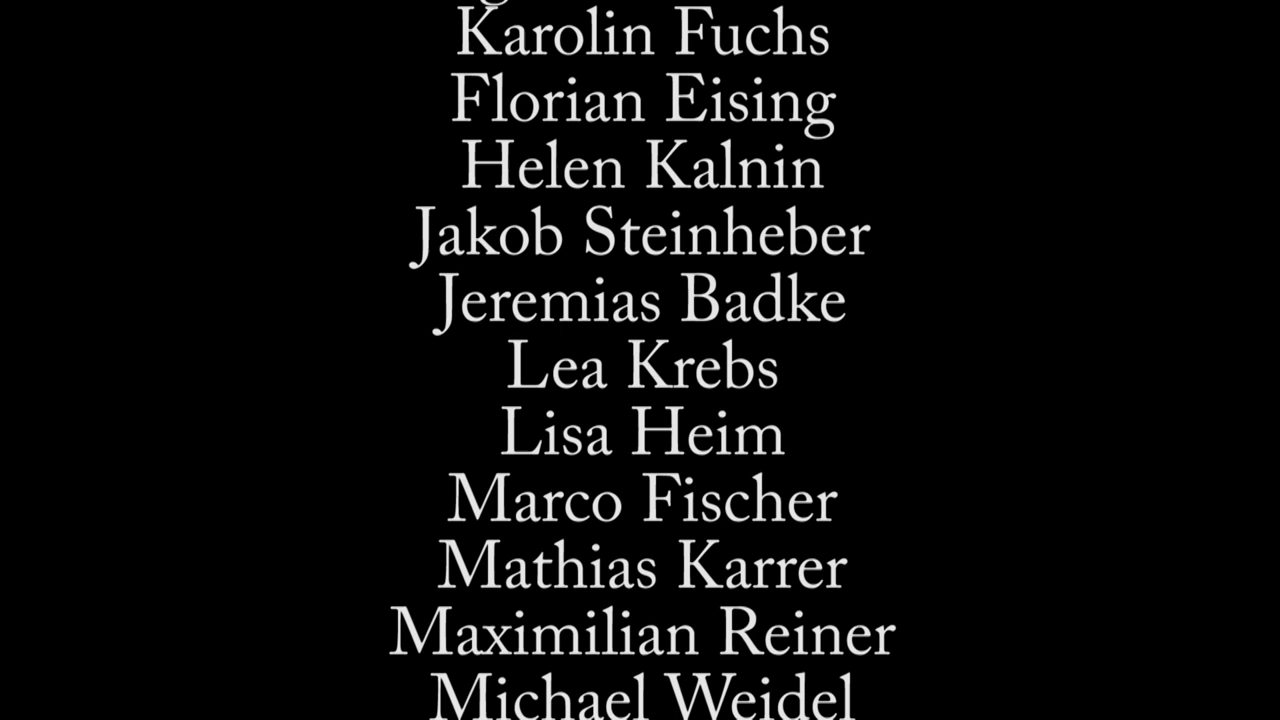 Karolin Fuchs
Florian Eising
Helen Kalnin
Jakob Steinheber
Jeremias Badke
Lea Krebs
Lisa Heim
Marco Fischer
Mathias Karrer
Maximilian Reiner
Michael Weidel